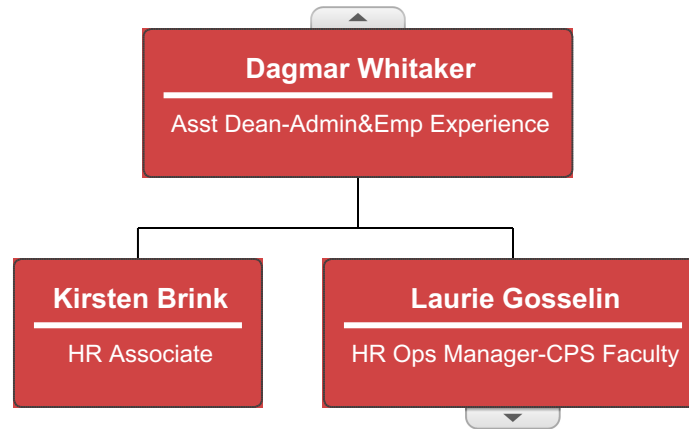 Dagmar Whitaker
Asst Dean-Admin&Emp Experience
Kirsten Brink
HR Associate
Laurie Gosselin
HR Ops Manager-CPS Faculty